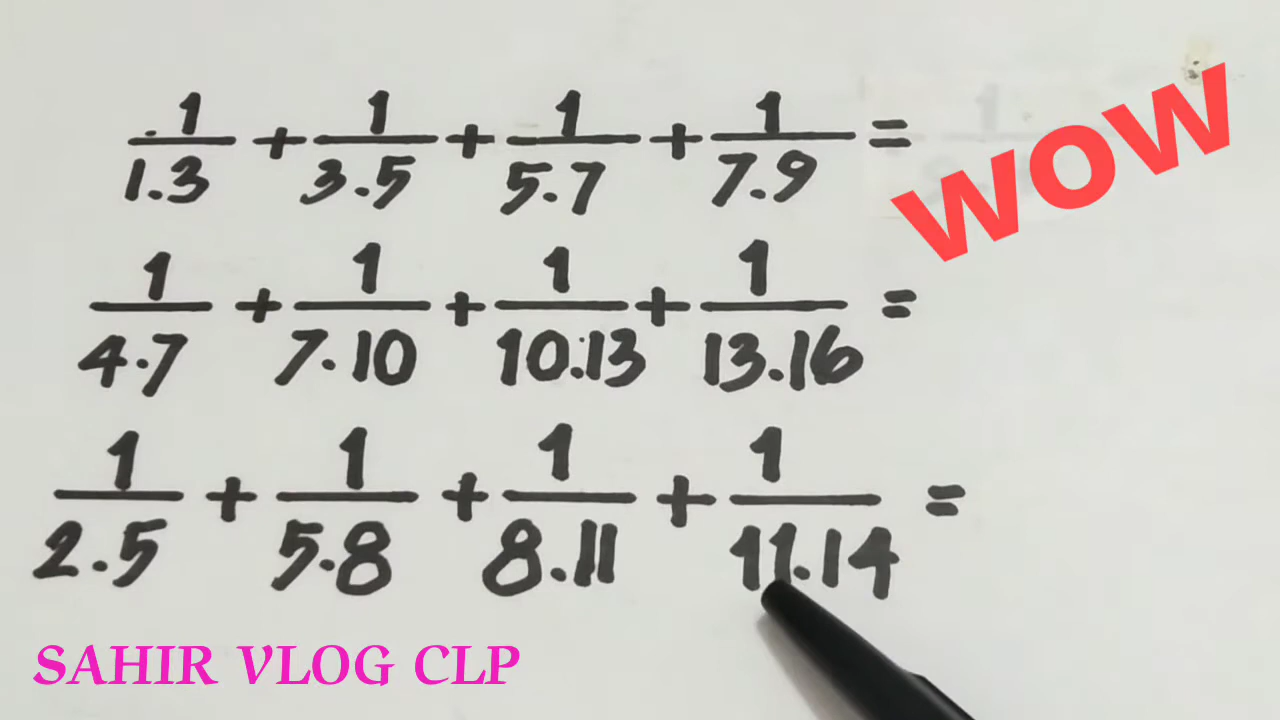 1/1.3 + 1/3.5 + 1/5.7 + 1/7.9 =
WOW
1/4.7 + 1/7.10 + 1/10.13 + 1/13.16 =
1/2.5 + 1/5.8 + 1/8.11 + 1/11.14 =
SAHIR VLOG CLP